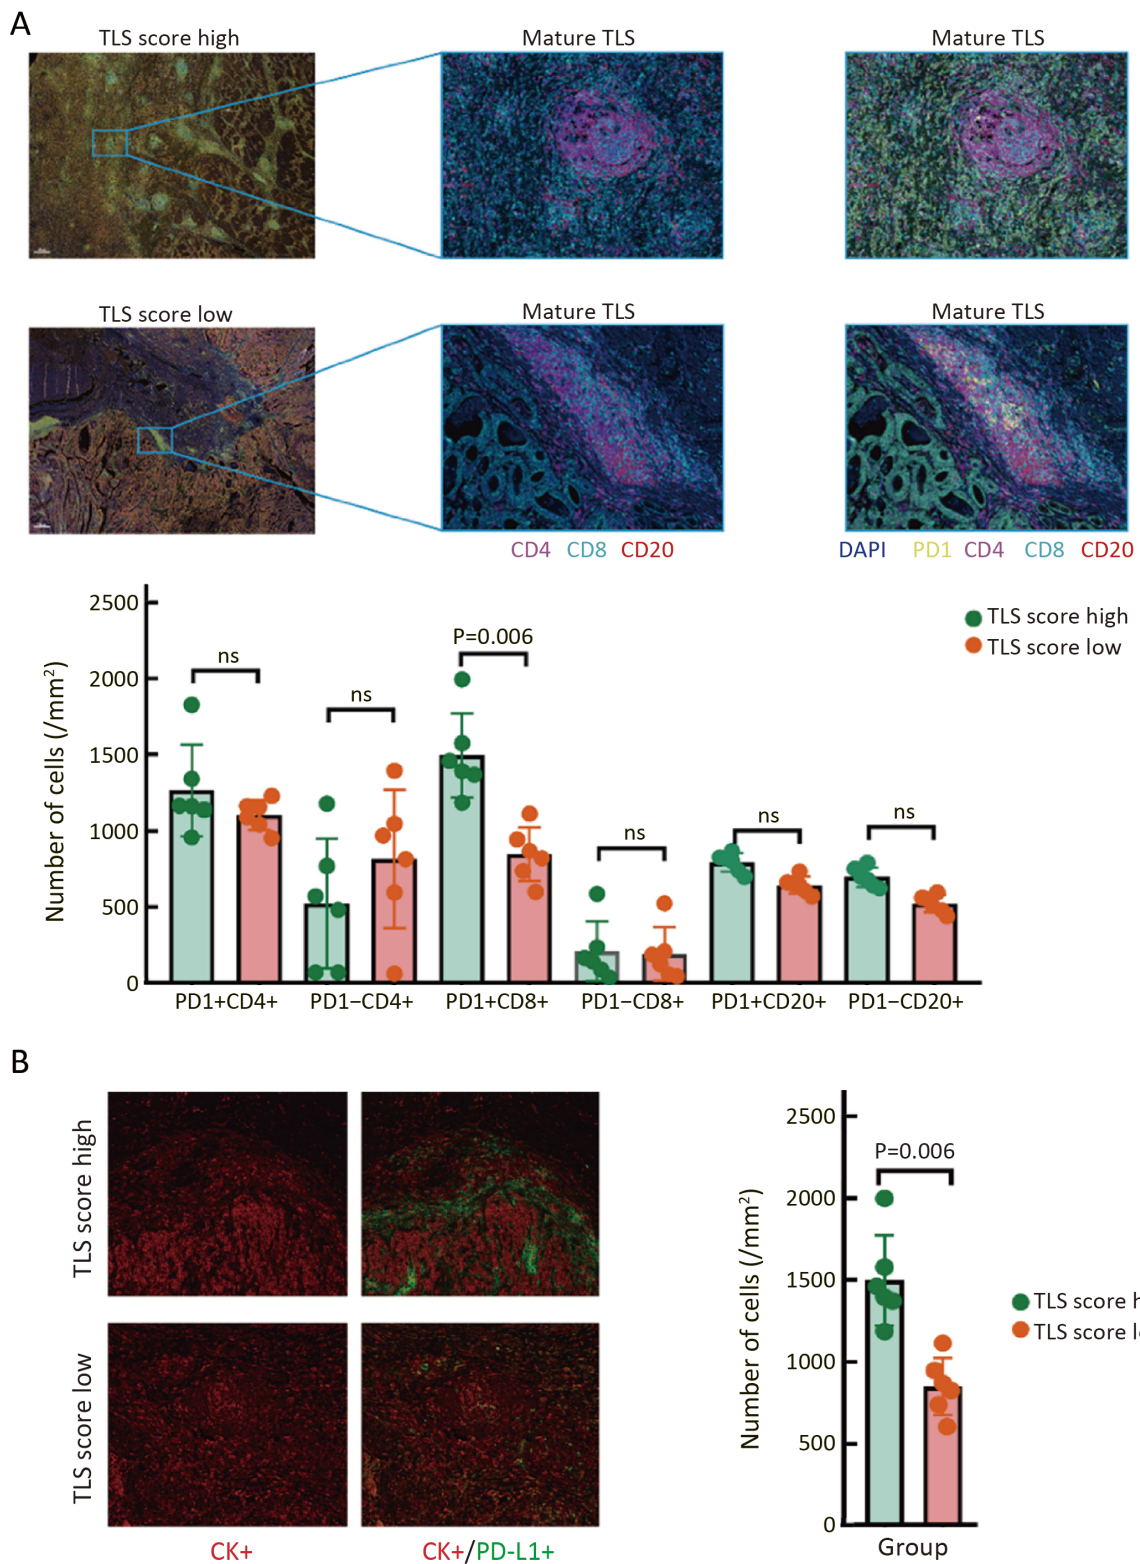 A
TLS score high
Mature TLS
Mature TLS
TLS score low
Mature TLS
Mature TLS
CD4 CD8 CD20
DAPI PD1 CD4 CD8 CD20
Number of cells (/mm²)
2500
2000
1500
1000
500
0
ns
ns
P=0.006
ns
ns
ns
TLS score high
TLS score low
PD1+CD4+
PD1−CD4+
PD1+CD8+
PD1−CD8+
PD1+CD20+
PD1−CD20+
B
TLS score high
TLS score low
CK+
CK+/PD-L1+
Number of cells (/mm²)
2500
2000
1500
1000
500
0
P=0.006
Group
TLS score h
TLS score l